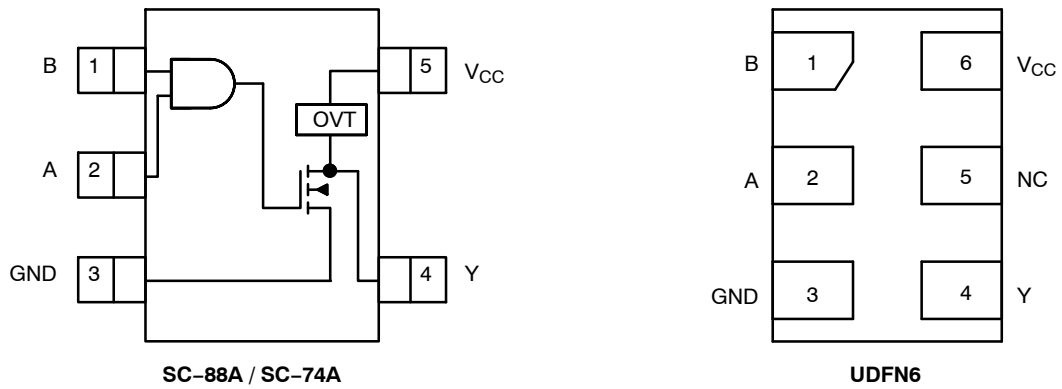 B 1
5 VCC
OVT
A 2
GND 3
4 Y
SC-88A / SC-74A
B 1
6 VCC
A 2
5 NC
GND 3
4 Y
UDFN6